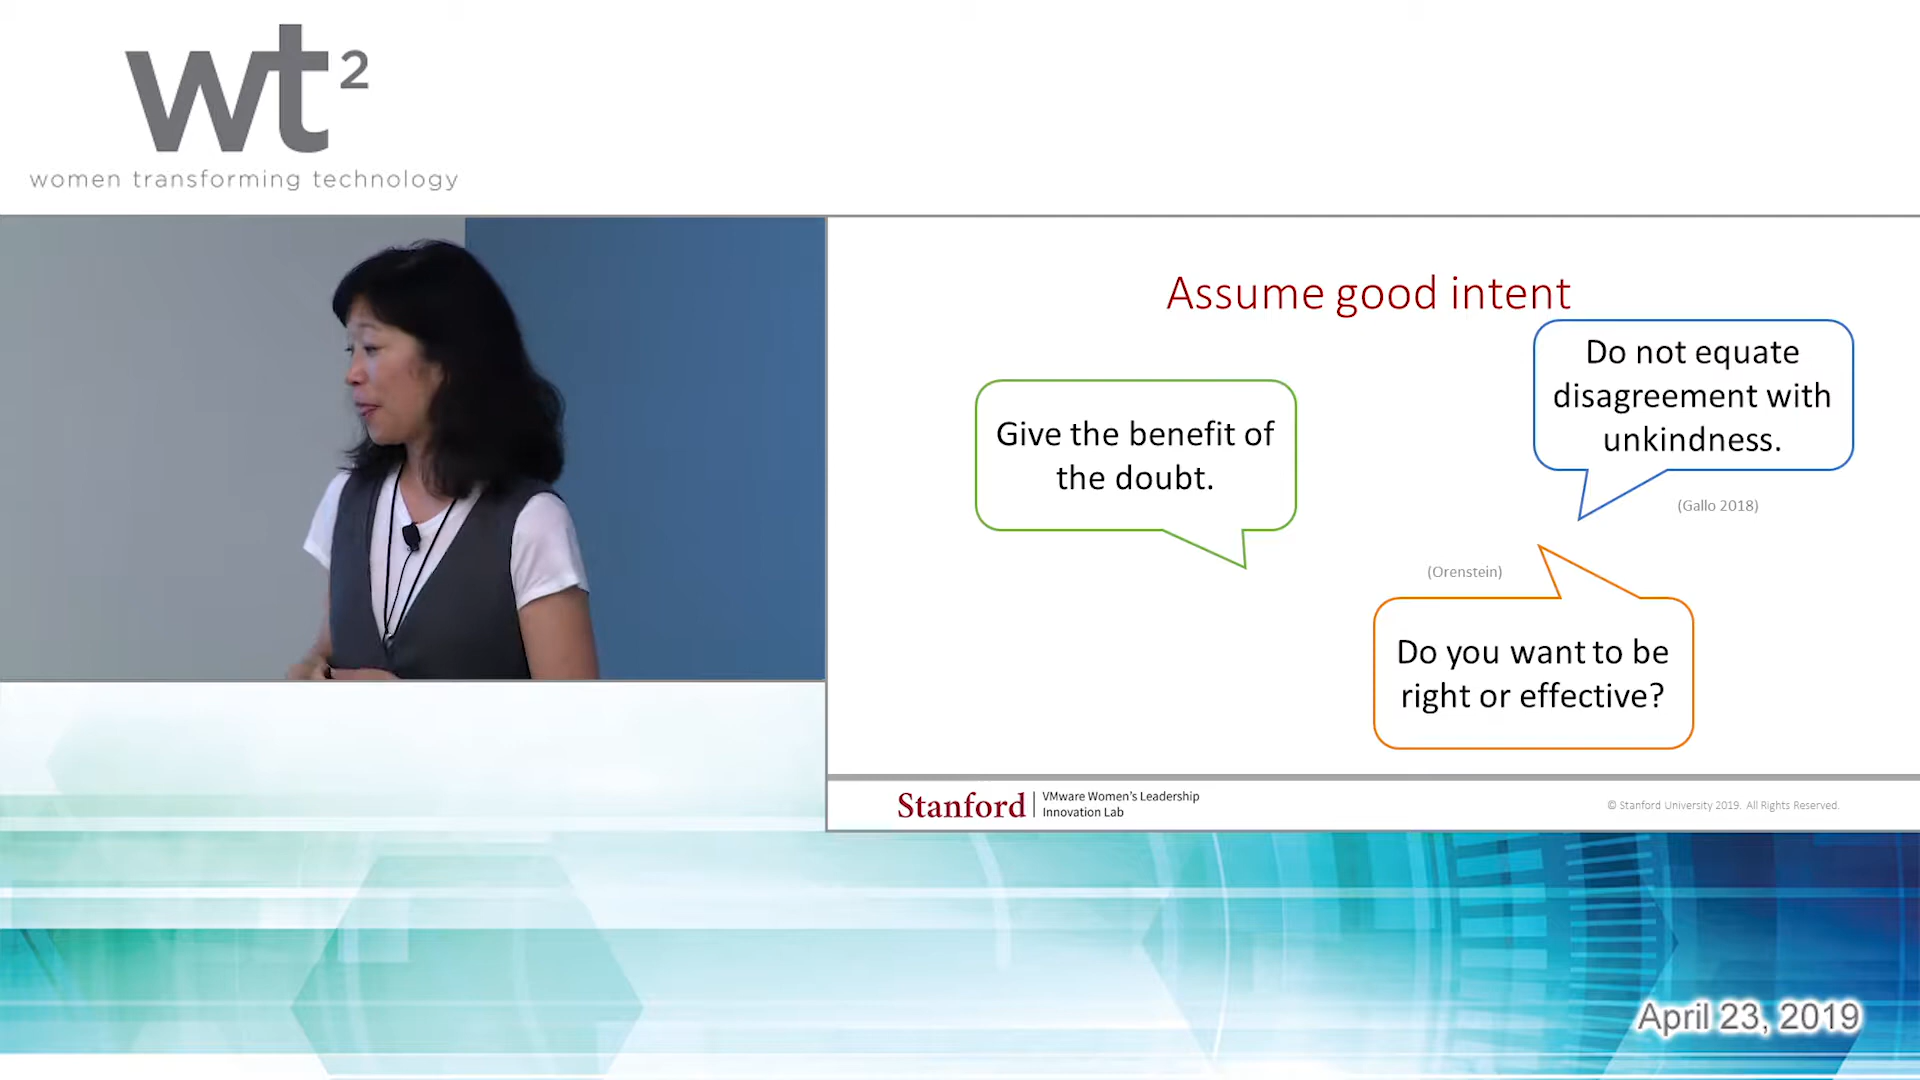 wt²
women transforming technology
Assume good intent
Do not equate
disagreement with
unkindness.
(Gallo 2018)
Give the benefit of
the doubt.
(Orenstein)
Do you want to be
right or effective?
Stanford
VMware Women's Leadership
Innovation Lab
© Stanford University 2019. All Rights Reserved.
April 23, 2019